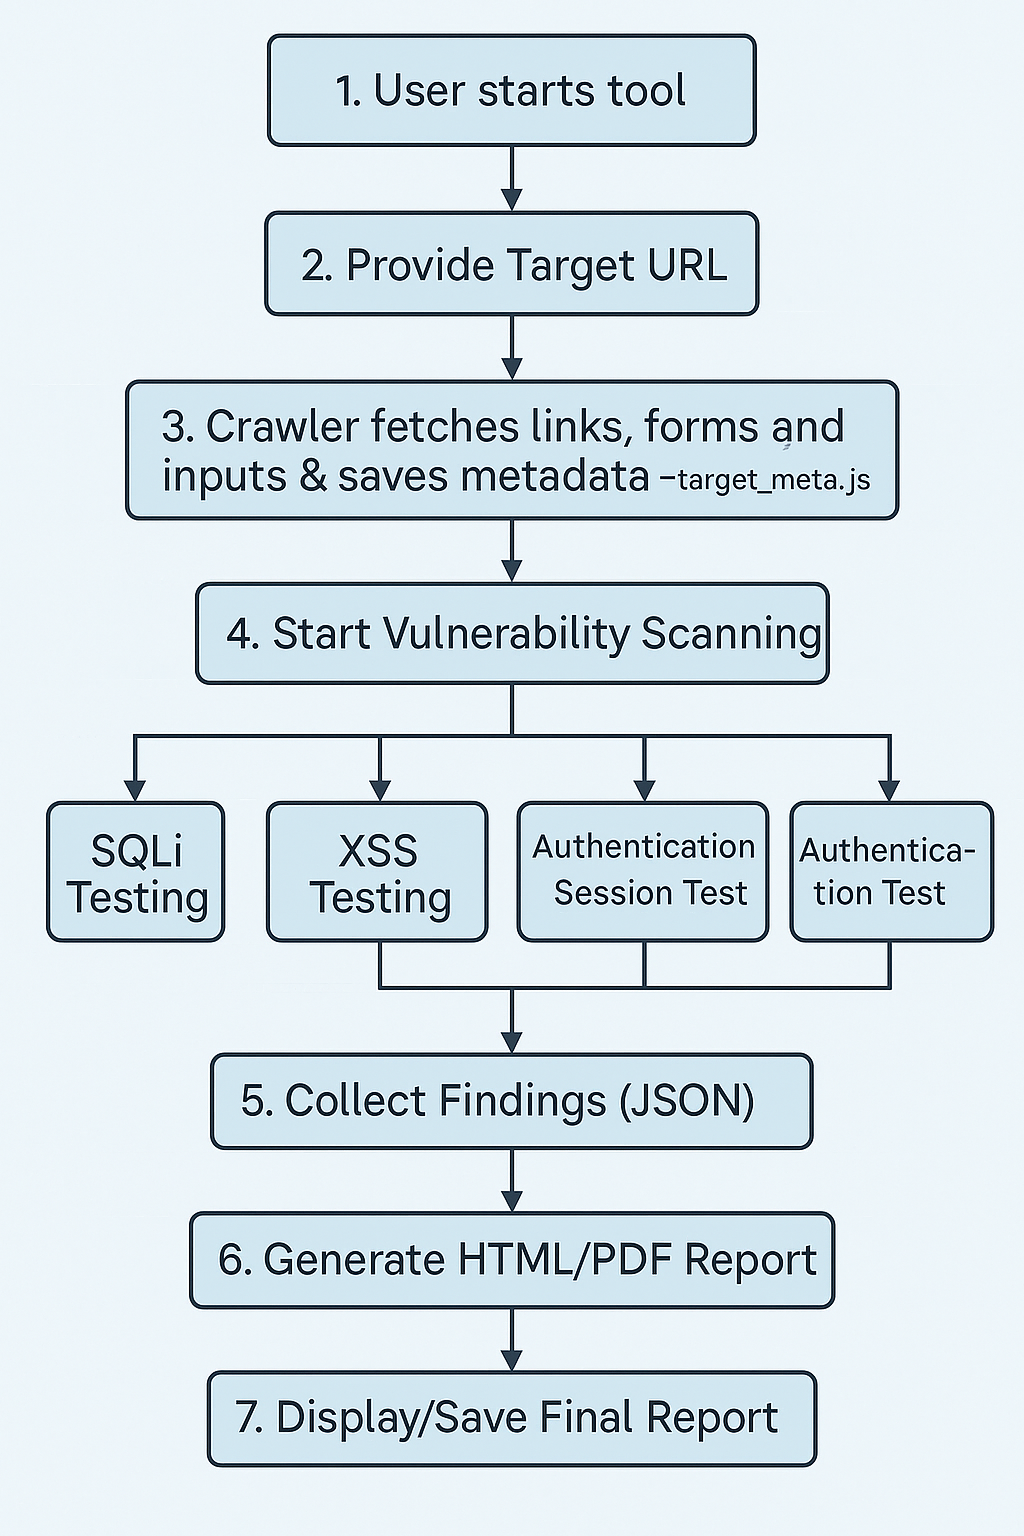 1. User starts tool
2. Provide Target URL
3. Crawler fetches links, forms and
inputs & saves metadata –target_meta.js
4. Start Vulnerability Scanning
SQLi
Testing
XSS
Testing
Authentication
Session Test
Authentica-
tion Test
5. Collect Findings (JSON)
6. Generate HTML/PDF Report
7. Display/Save Final Report